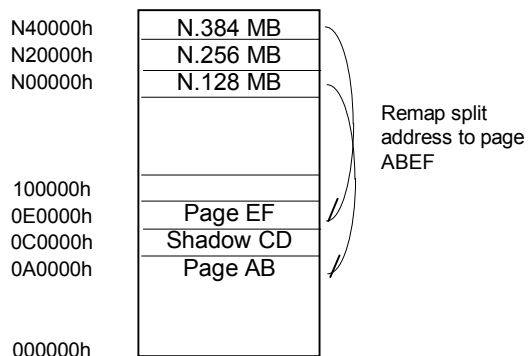 N40000h N.384 MB
N20000h N.256 MB
N00000h N.128 MB
Remap split
address to page
ABEF
100000h
0E0000h Page EF
0C0000h Shadow CD
0A0000h Page AB
000000h